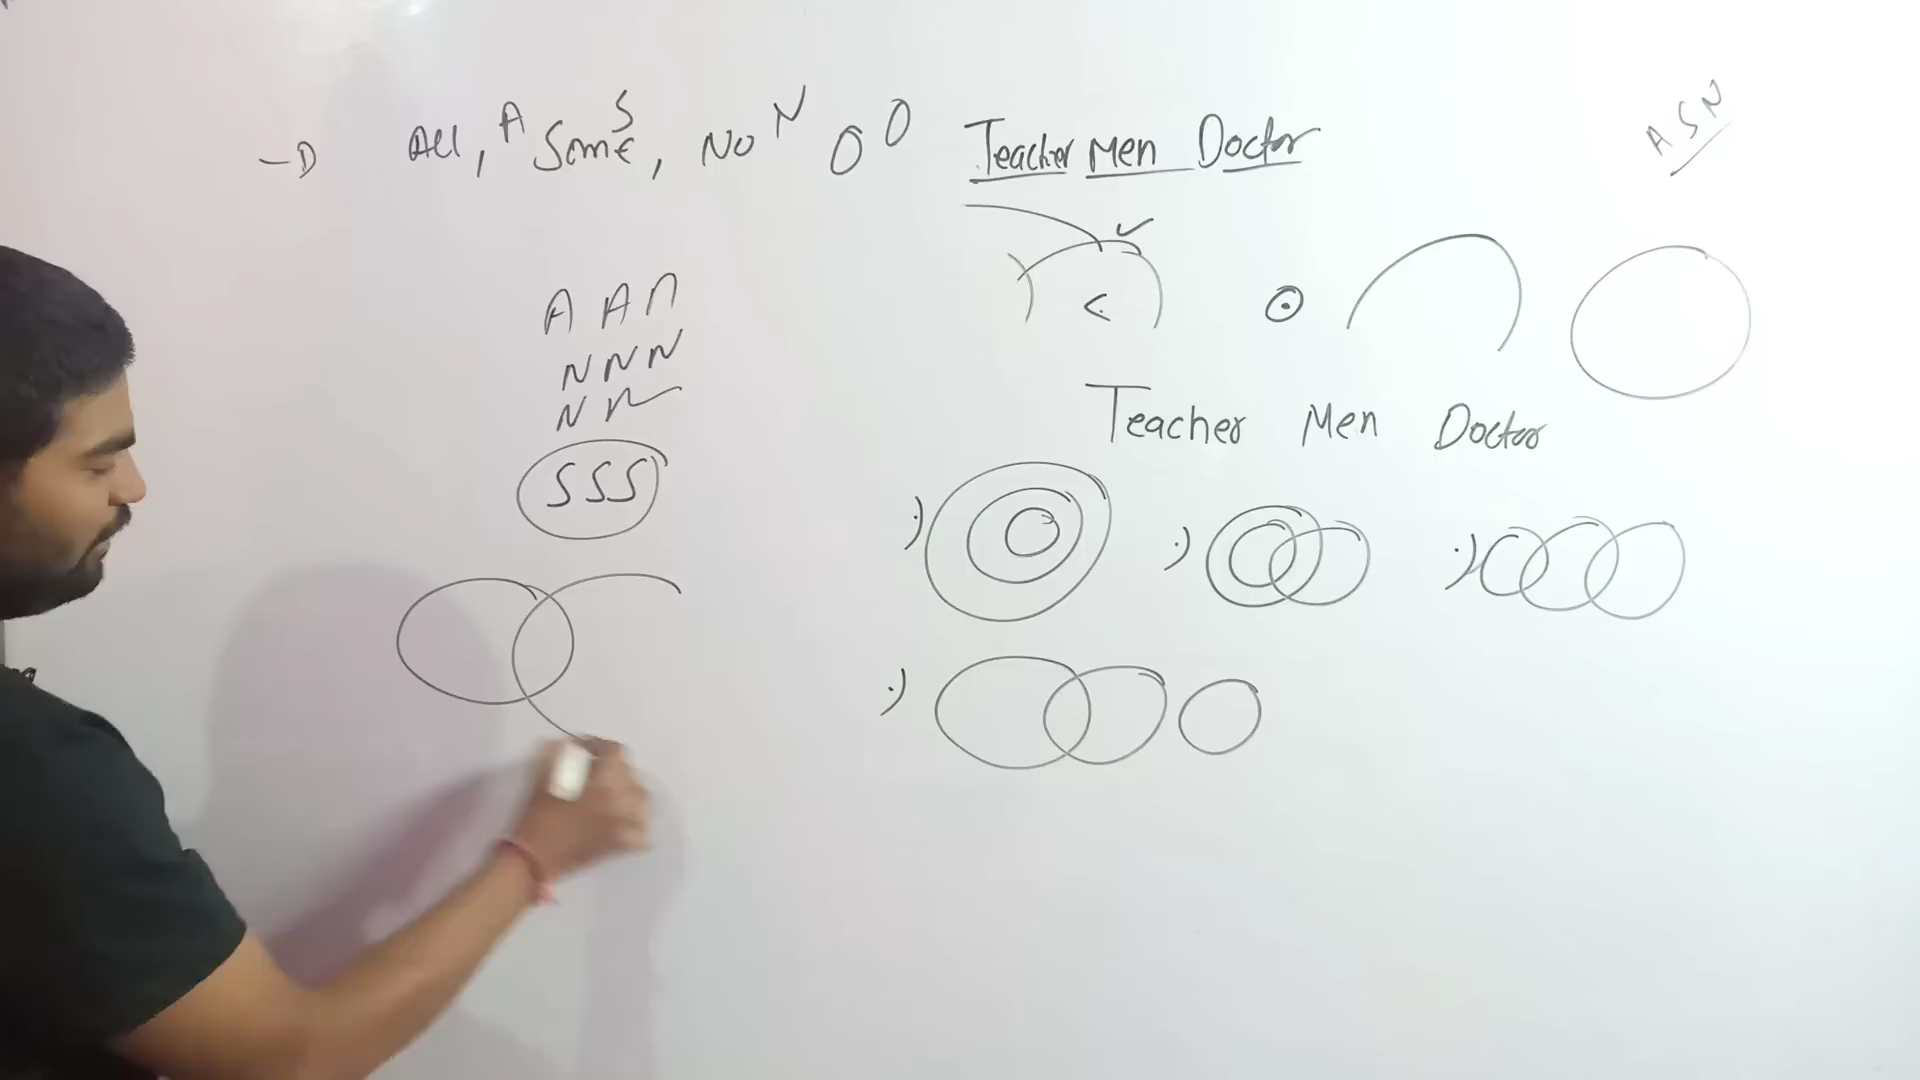 All, A Some S, No N Teacher Men Doctor
A S N
A A A
N N N
Teacher Men Doctor
N N
S S S